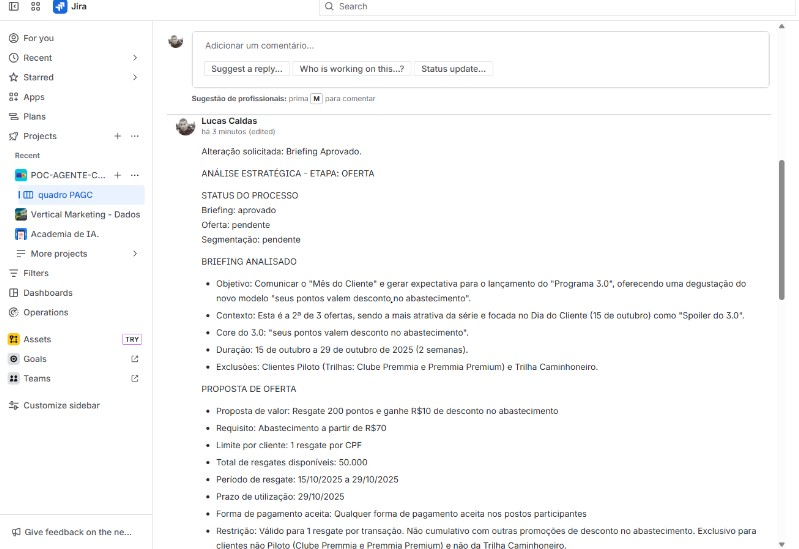 Jira
Search
For you
Recent
Starred
Apps
Plans
Projects
Recent
POC-AGENTE-C...
quadro PAGC
Vertical Marketing - Dados
Academia de IA.
More projects
Filters
Dashboards
Operations
Assets
TRY
Goals
Teams
Customize sidebar
Give feedback on the ne...
Adicionar um comentário...
Suggest a reply...
Who is working on this...?
Status update...
Sugestão de profissionais: prima M para comentar
Lucas Caldas
há 3 minutos (edited)
Alteração solicitada: Briefing Aprovado.
ANÁLISE ESTRATÉGICA - ETAPA: OFERTA
STATUS DO PROCESSO
Briefing: aprovado
Oferta: pendente
Segmentação: pendente
BRIEFING ANALISADO
• Objetivo: Comunicar o "Mês do Cliente" e gerar expectativa para o lançamento do "Programa 3.0", oferecendo uma degustação do
novo modelo "seus pontos valem desconto no abastecimento".
• Contexto: Esta é a 2ª de 3 ofertas, sendo a mais atrativa da série e focada no Dia do Cliente (15 de outubro) como "Spoiler do 3.0".
• Core do 3.0: "seus pontos valem desconto no abastecimento".
• Duração: 15 de outubro a 29 de outubro de 2025 (2 semanas).
• Exclusões: Clientes Piloto (Trilhas: Clube Premmia e Premmia Premium) e Trilha Caminhoneiro.
PROPOSTA DE OFERTA
• Proposta de valor: Resgate 200 pontos e ganhe R$10 de desconto no abastecimento
• Requisito: Abastecimento a partir de R$70
• Limite por cliente: 1 resgate por CPF
• Total de resgates disponíveis: 50.000
• Período de resgate: 15/10/2025 a 29/10/2025
• Prazo de utilização: 29/10/2025
• Forma de pagamento aceita: Qualquer forma de pagamento aceita nos postos participantes
• Restrição: Válido para 1 resgate por transação. Não cumulativo com outras promoções de desconto no abastecimento. Exclusivo para
clientes não Piloto (Clube Premmia e Premmia Premium) e não da Trilha Caminhoneiro.